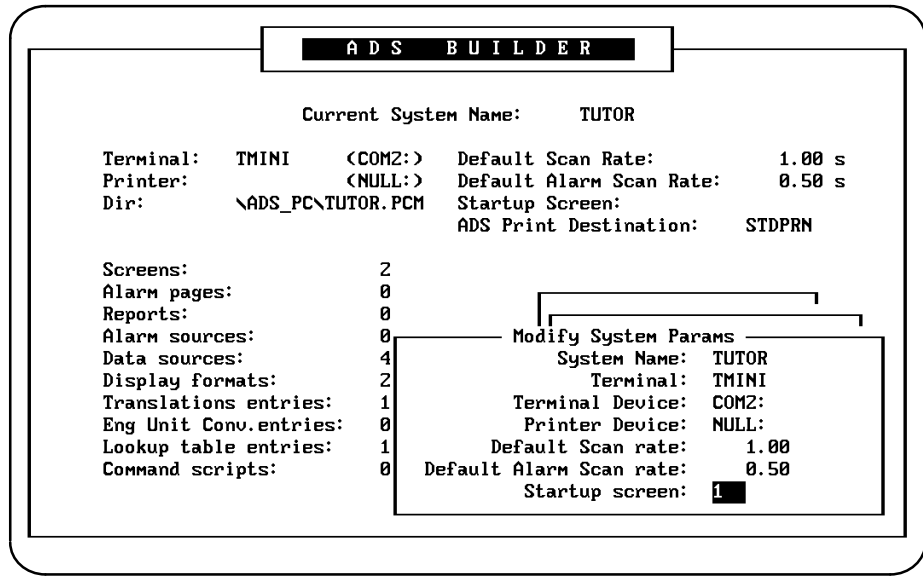 ADS BUILDER
Current System Name: TUTOR
Terminal: TMINI (COM2:) Default Scan Rate: 1.00 s
Printer: (NULL:) Default Alarm Scan Rate: 0.50 s
Dir: \ADS_PC\TUTOR.PCM Startup Screen:
ADS Print Destination: STDPRN
Screens: 2
Alarm pages: 0
Reports: 0
Alarm sources: 0
Data sources: 4
Display formats: 2
Translations entries: 1
Eng Unit Conv.entries: 0
Lookup table entries: 1
Command scripts: 0
Modify System Params
System Name: TUTOR
Terminal: TMINI
Terminal Device: COM2:
Printer Device: NULL:
Default Scan rate: 1.00
Default Alarm Scan rate: 0.50
Startup screen: 1